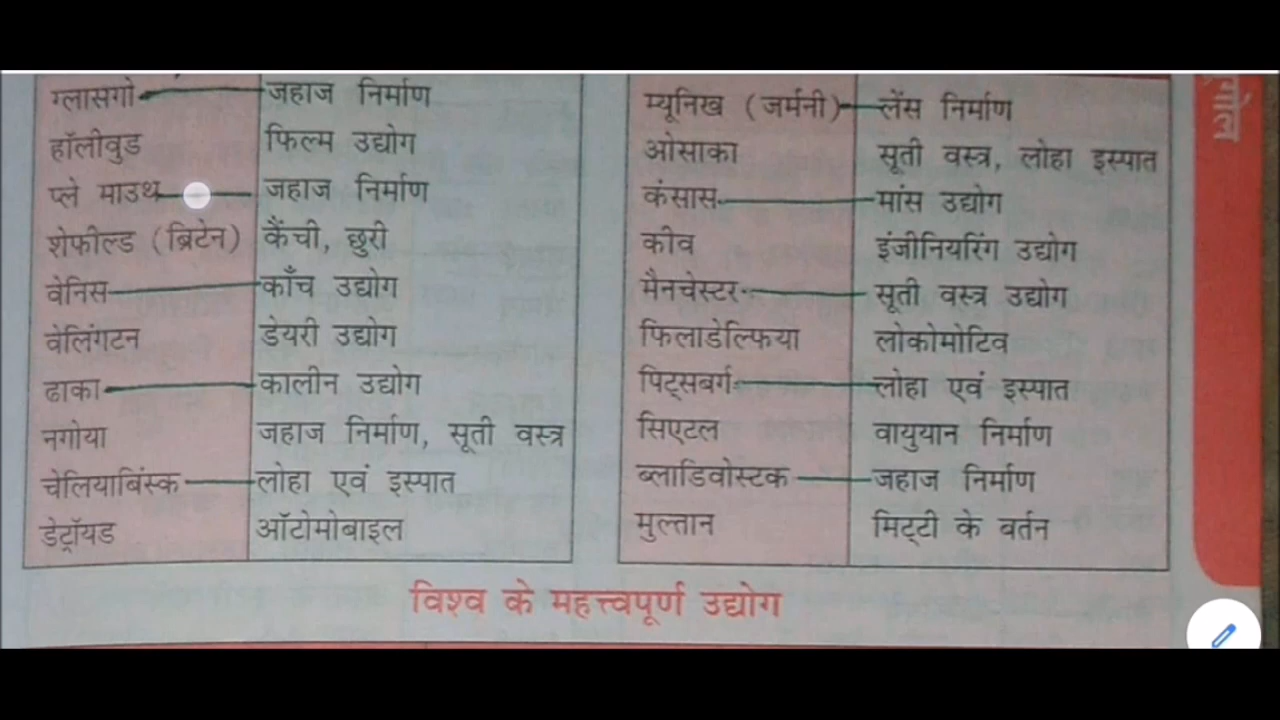 ग्लासगो जहाज निर्माण
हॉलीवुड फिल्म उद्योग
प्ले माउथ जहाज निर्माण
शेफील्ड (ब्रिटेन) कैंची, छुरी
वेनिस काँच उद्योग
वेलिंगटन डेयरी उद्योग
ढाका कालीन उद्योग
नगोया जहाज निर्माण, सूती वस्त्र
चेलियाबिंस्क लोहा एवं इस्पात
डेट्रॉयड ऑटोमोबाइल
म्यूनिख (जर्मनी) लेंस निर्माण
ओसाका सूती वस्त्र, लोहा इस्पात
कंसास मांस उद्योग
कीव इंजीनियरिंग उद्योग
मैनचेस्टर सूती वस्त्र उद्योग
फिलाडेल्फिया लोकोमोटिव
पिट्सबर्ग लोहा एवं इस्पात
सिएटल वायुयान निर्माण
ब्लाडिवोस्टक जहाज निर्माण
मुल्तान मिट्टी के बर्तन
विश्व के महत्त्वपूर्ण उद्योग